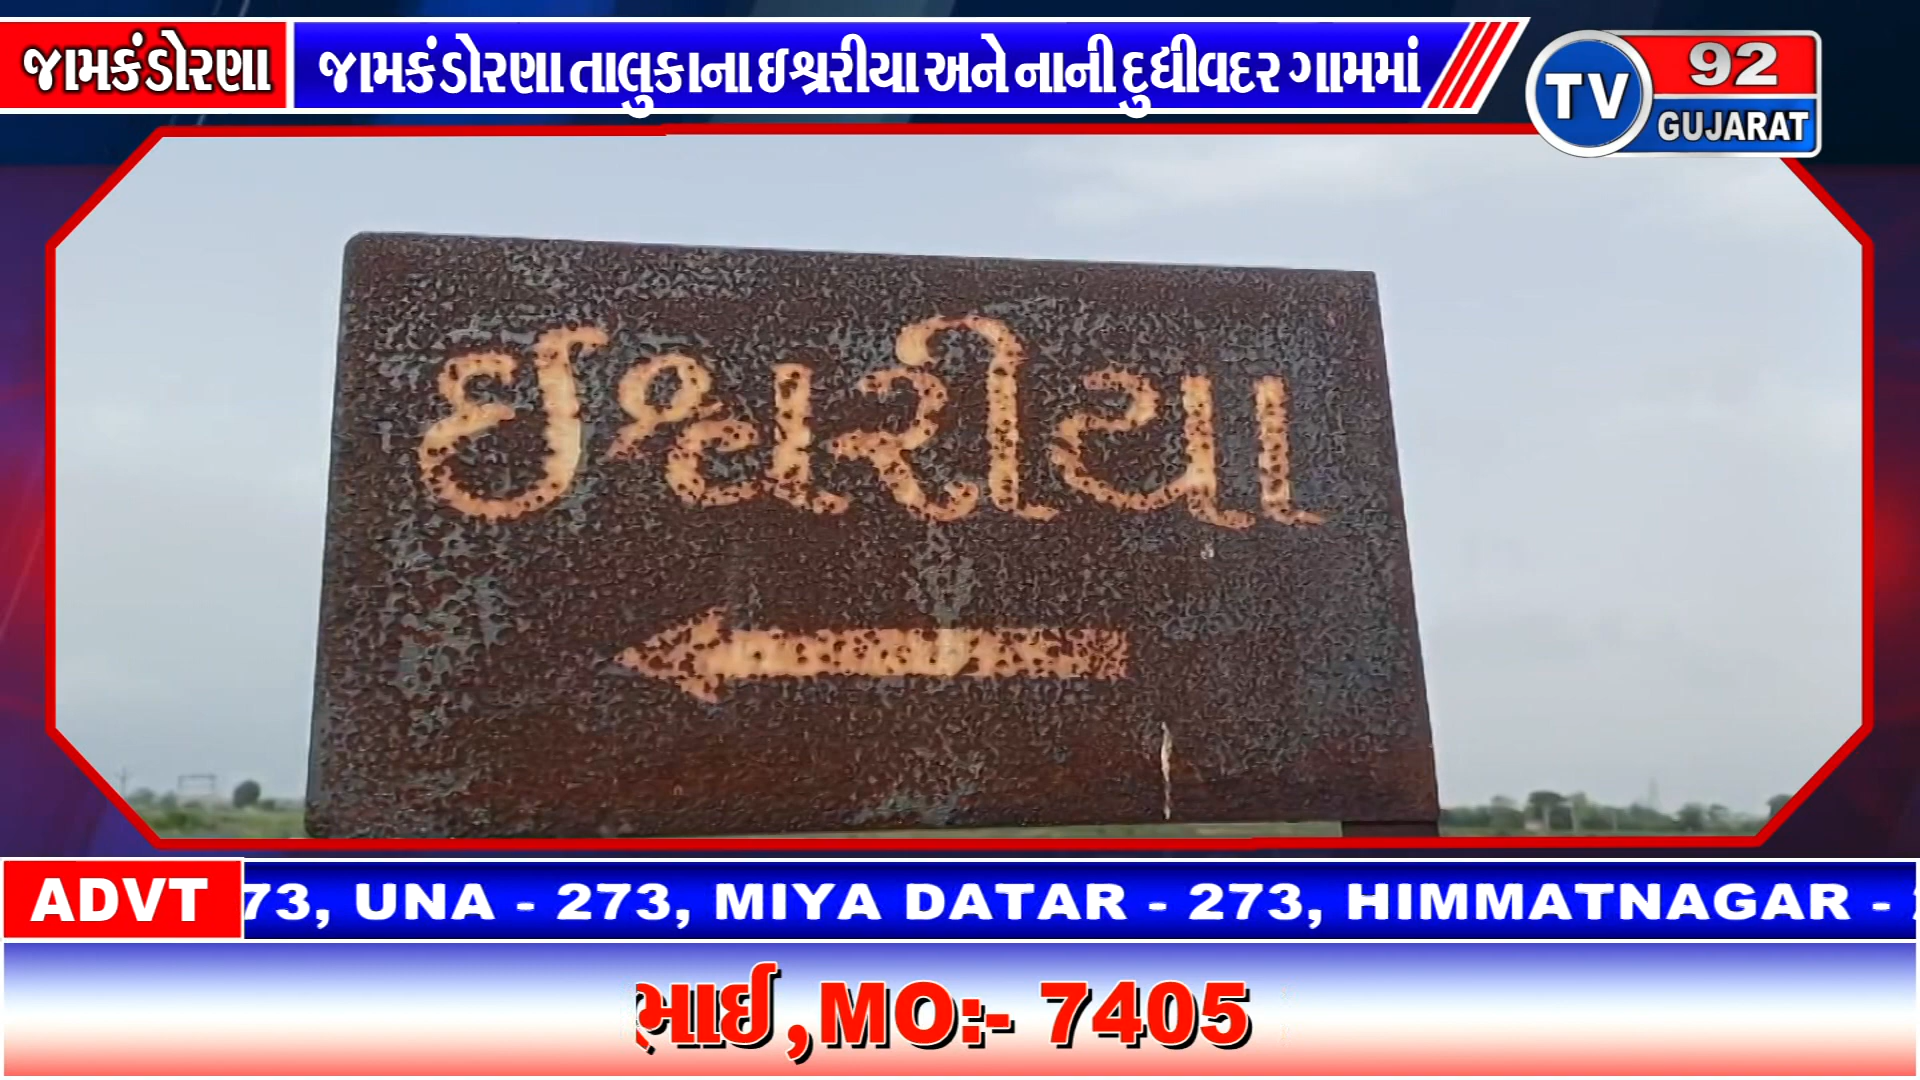 જામકંડોરણા
જામકંડોરણા તાલુકાના ઇશ્વરીયા અને નાની દુધીવદર ગામમાં
TV 92 GUJARAT
ઈશ્વરીયા
ADVT
73, UNA - 273, MIYA DATAR - 273, HIMMATNAGAR -
ભાઈ,MO:- 7405